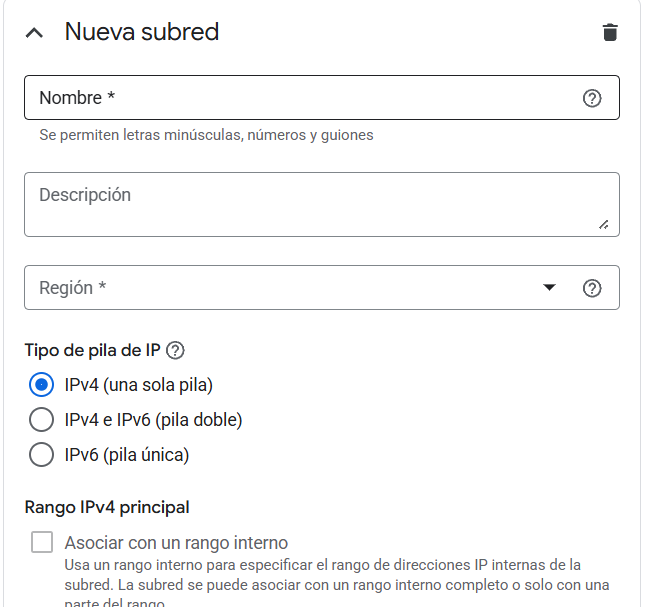 Nueva subred
Nombre *
Se permiten letras minúsculas, números y guiones
Descripción
Región *
Tipo de pila de IP
IPv4 (una sola pila)
IPv4 e IPv6 (pila doble)
IPv6 (pila única)
Rango IPv4 principal
Asociar con un rango interno
Usa un rango interno para especificar el rango de direcciones IP internas de la
subred. La subred se puede asociar con un rango interno completo o solo con una
parte del rango